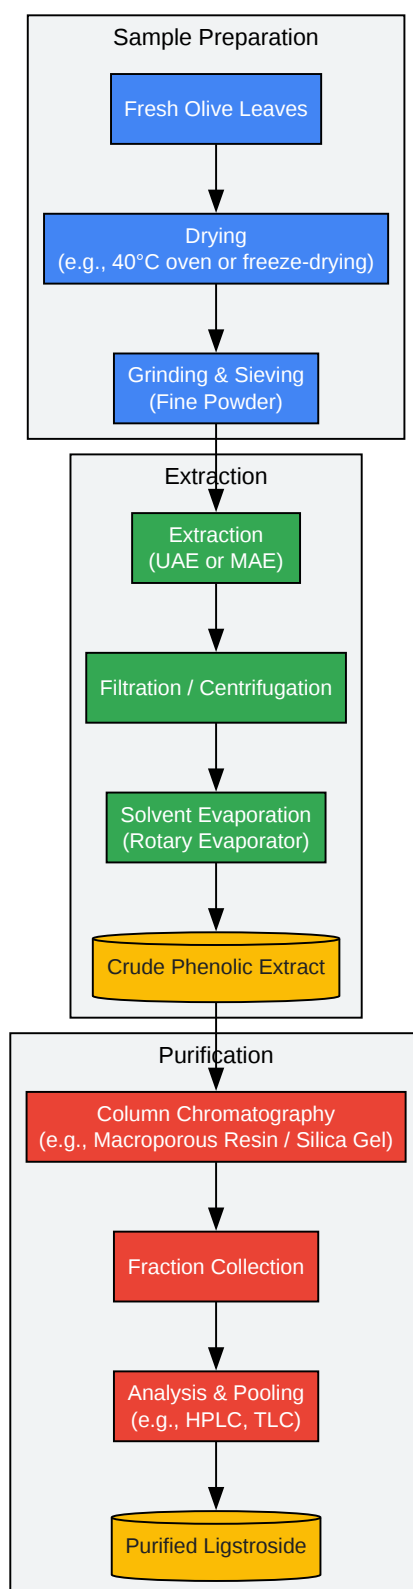 Sample Preparation
Fresh Olive Leaves
Drying
(e.g., 40°C oven or freeze-drying)
Grinding & Sieving
(Fine Powder)
Extraction
Extraction
(UAE or MAE)
Filtration / Centrifugation
Solvent Evaporation
(Rotary Evaporator)
Crude Phenolic Extract
Purification
Column Chromatography
(e.g., Macroporous Resin / Silica Gel)
Fraction Collection
Analysis & Pooling
(e.g., HPLC, TLC)
Purified Ligstroside